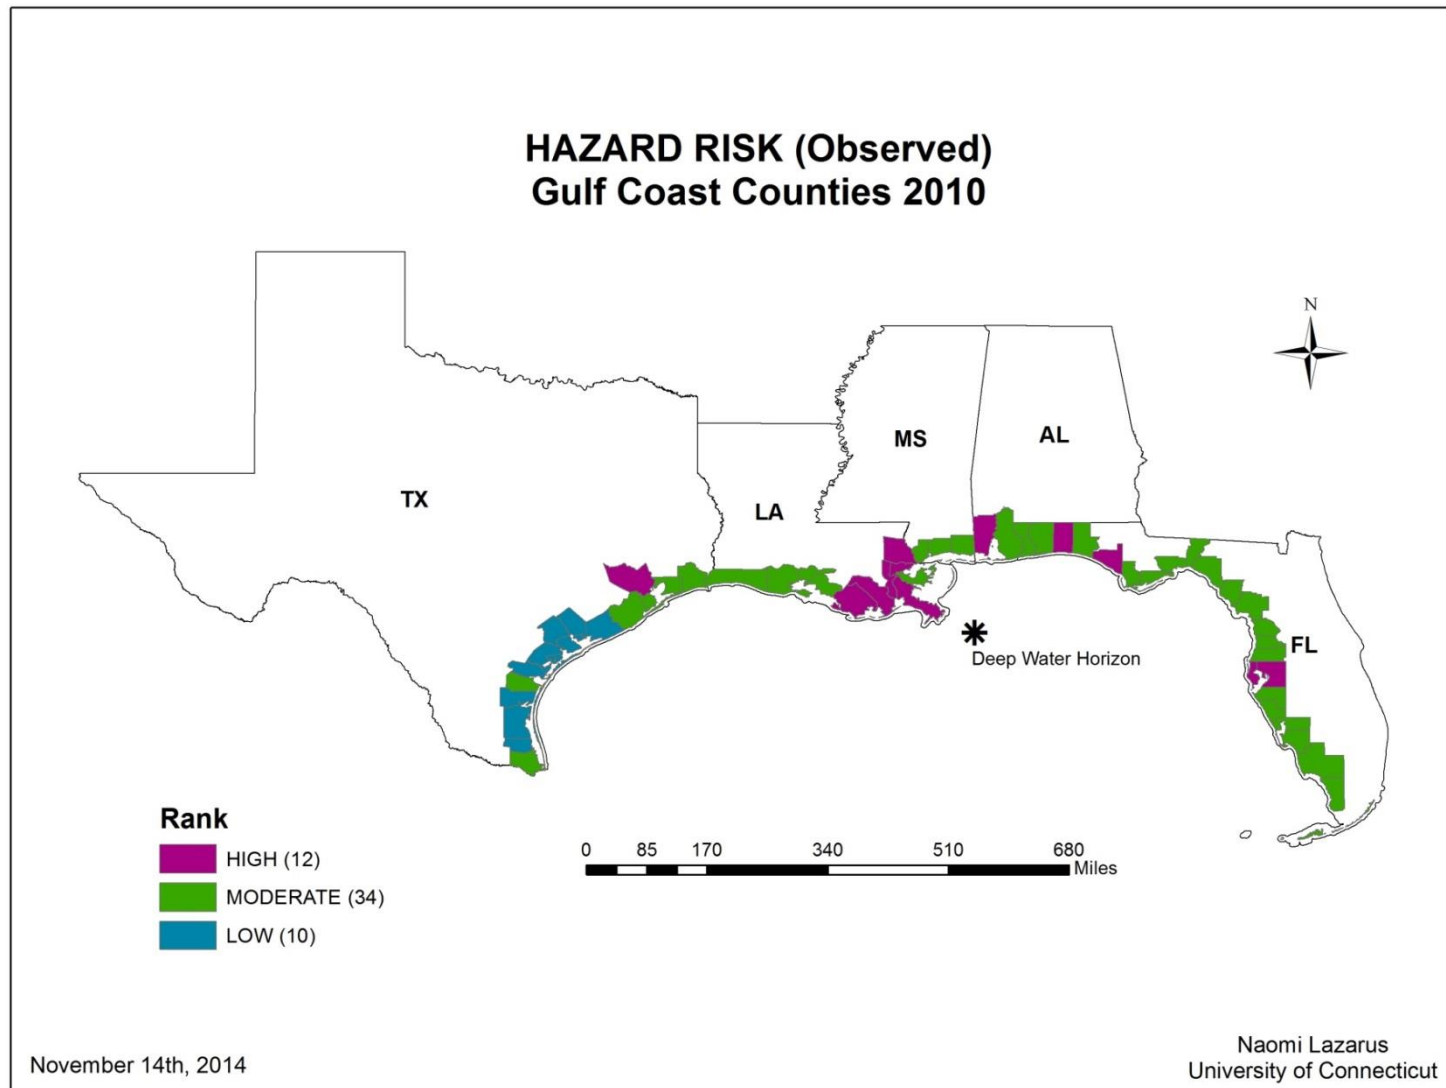 HAZARD RISK (Observed)
Gulf Coast Counties 2010
N
MS
AL
TX
LA
FL
Deep Water Horizon
Rank
HIGH (12)
MODERATE (34)
LOW (10)
0 85 170 340 510 680
Miles
November 14th, 2014
Naomi Lazarus
University of Connecticut